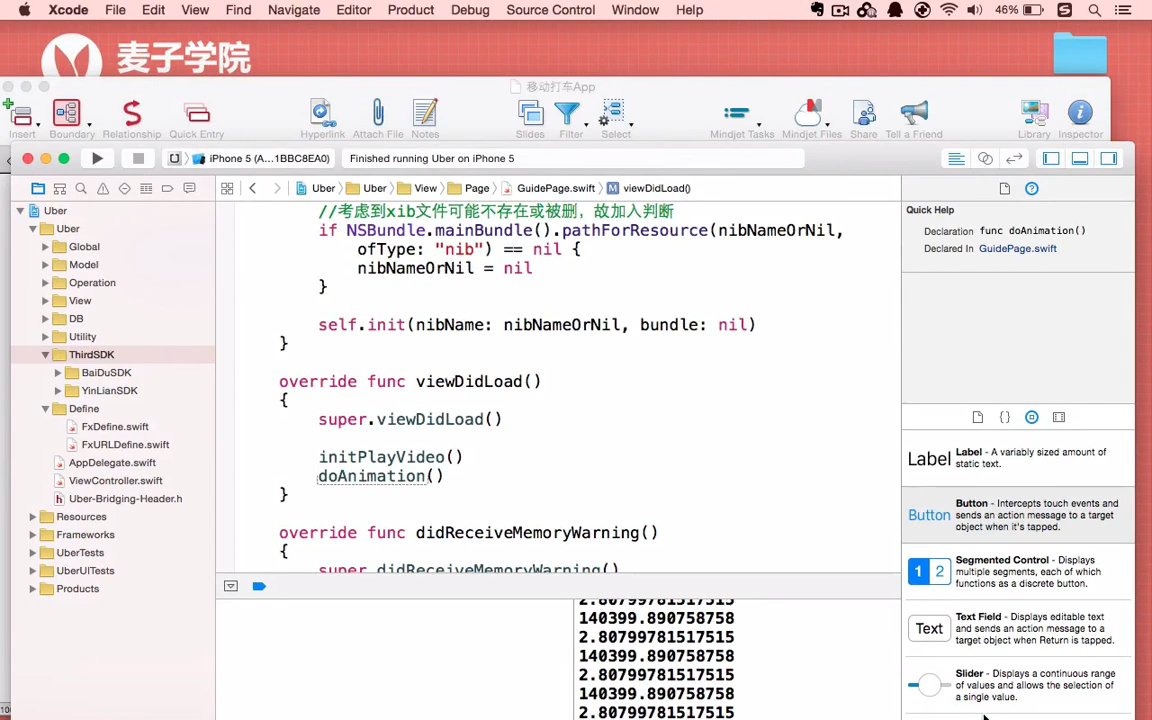 Xcode File Edit View Find Navigate Editor Product Debug Source Control Window Help 46%
麦子学院
移动打车App
Insert Boundary Relationship Quick Entry Hyperlink Attach File Notes Slides Filter Select Mindjet Tasks Mindjet Files Share Tell a Friend Library Inspector
iPhone 5 (A...1BBC8EA0) Finished running Uber on iPhone 5
Uber Uber View Page GuidePage.swift M viewDidLoad()
Uber
Uber
Global
Model
Operation
View
DB
Utility
ThirdSDK
BaiDuSDK
YinLianSDK
Define
FxDefine.swift
FxURLDefine.swift
AppDelegate.swift
ViewController.swift
h Uber-Bridging-Header.h
Resources
Frameworks
UberTests
UberUITests
Products
//考虑到xib文件可能不存在或被删，故加入判断
if NSBundle.mainBundle().pathForResource(nibNameOrNil,
ofType: "nib") == nil {
nibNameOrNil = nil
}
self.init(nibName: nibNameOrNil, bundle: nil)
}
override func viewDidLoad()
{
super.viewDidLoad()
initPlayVideo()
doAnimation()
}
override func didReceiveMemoryWarning()
{
super.didReceiveMemoryWarning()
2.80799781517515
140399.890758758
2.80799781517515
140399.890758758
2.80799781517515
140399.890758758
2.80799781517515
Quick Help
Declaration func doAnimation()
Declared In GuidePage.swift
Label Label - A variably sized amount of
static text.
Button Button - Intercepts touch events and
sends an action message to a target
object when it's tapped.
1 2 Segmented Control - Displays
multiple segments, each of which
functions as a discrete button.
Text Text Field - Displays editable text
and sends an action message to a
target object when Return is tapped.
Slider - Displays a continuous range
of values and allows the selection of
a single value.